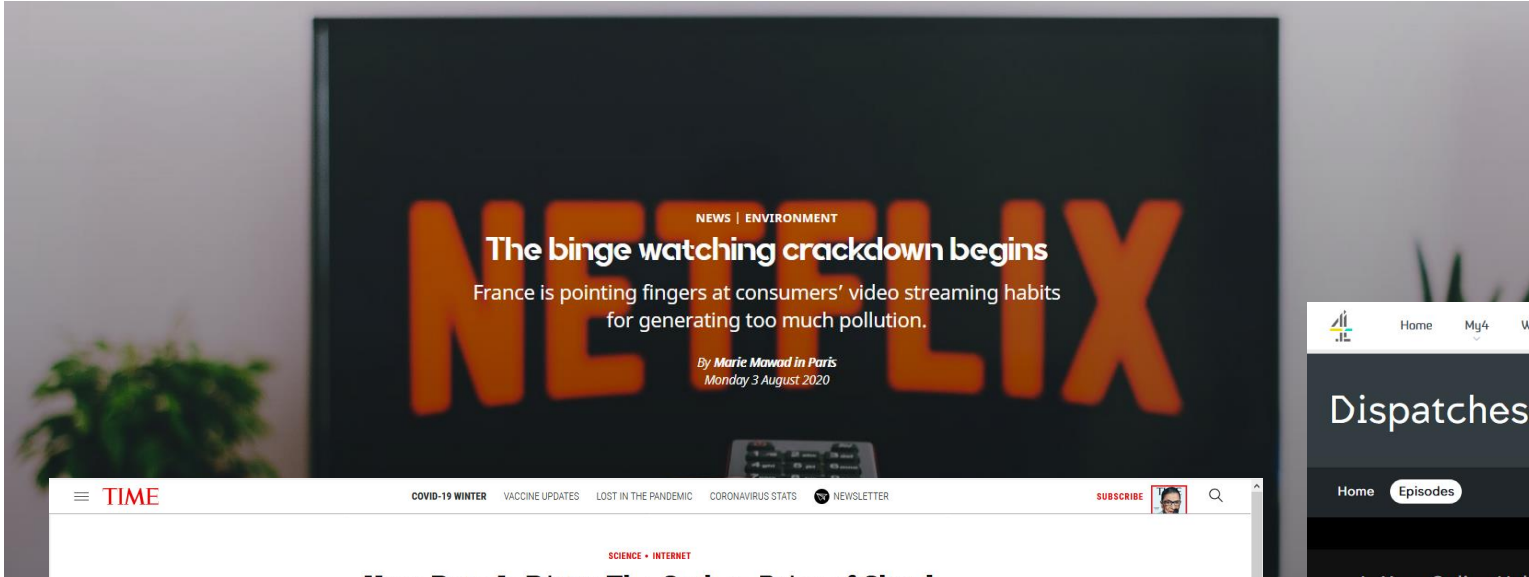 NETFLIX
NEWS | ENVIRONMENT
The binge watching crackdown begins
France is pointing fingers at consumers' video streaming habits
for generating too much pollution.
By Marie Mawad in Paris
Monday 3 August 2020
Home My4
Dispatches
Home Episodes
TIME
COVID-19 WINTER VACCINE UPDATES LOST IN THE PANDEMIC CORONAVIRUS STATS NEWSLETTER SUBSCRIBE
SCIENCE • INTERNET